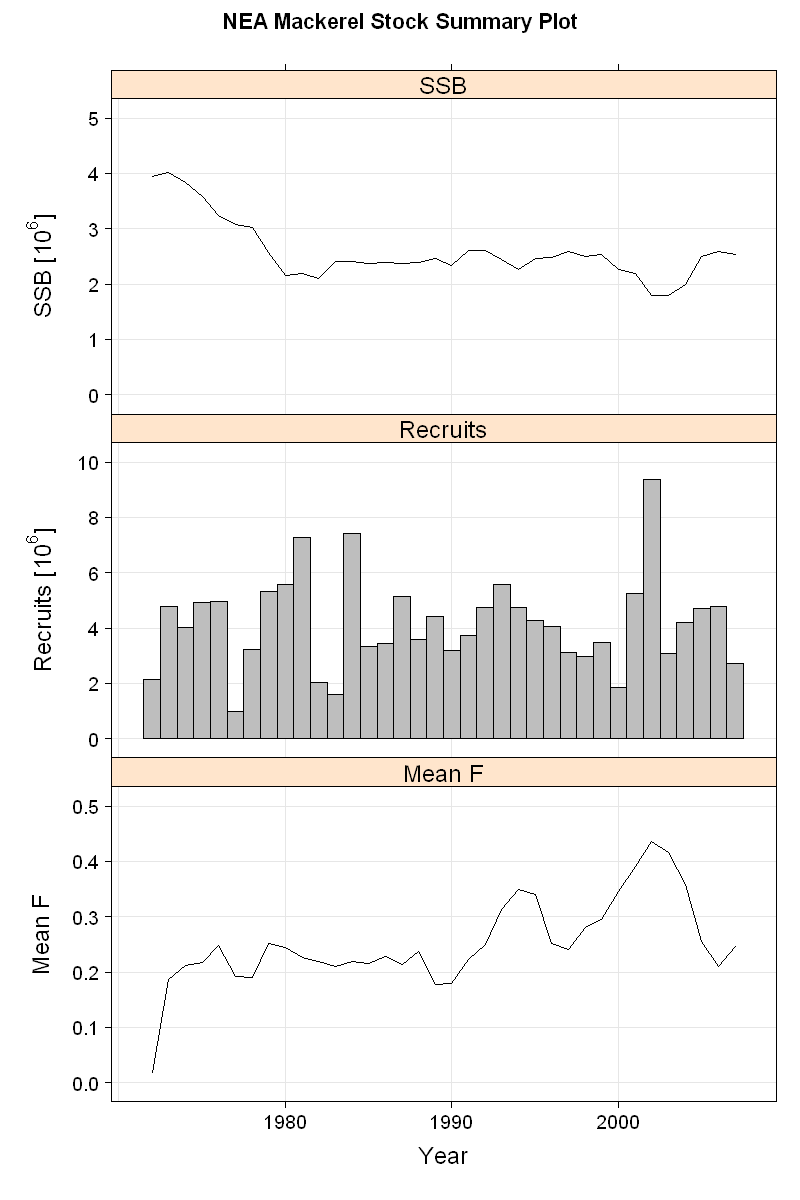 NEA Mackerel Stock Summary Plot
SSB
5
4
3
2
1
0
SSB [10^6]
Recruits
10
8
6
4
2
0
Recruits [10^6]
Mean F
0.5
0.4
0.3
0.2
0.1
0.0
Mean F
1980 1990 2000
Year